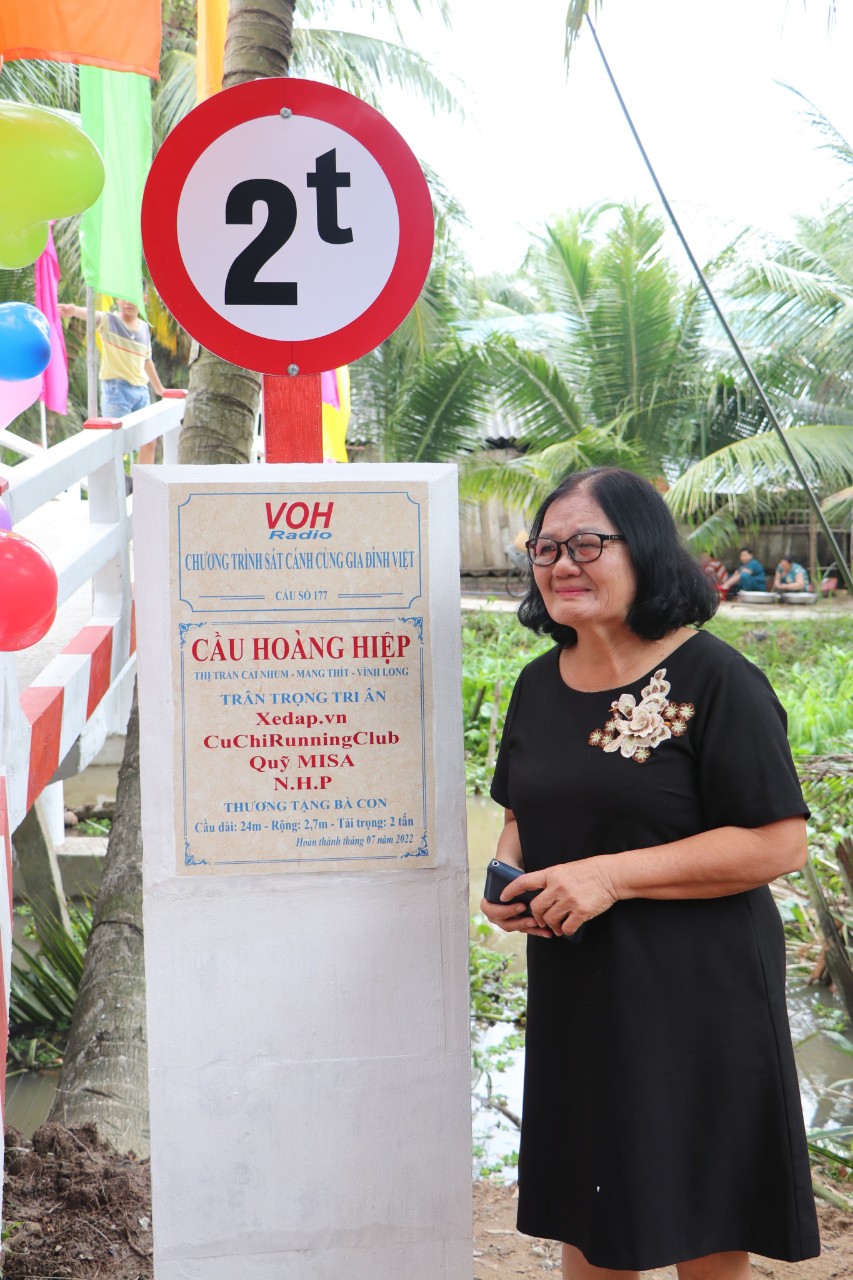 2t
VOH
Radio
CHƯƠNG TRÌNH SÁT CÁNH CÙNG GIA ĐÌNH VIỆT
CẦU SỐ 177
CẦU HOÀNG HIỆP
THỊ TRẤN CÁI NHUM - MANG THÍT - VĨNH LONG
TRÂN TRỌNG TRI ÂN
Xedap.vn
CuChiRunningClub
Quỹ MISA
N.H.P
THƯƠNG TẶNG BÀ CON
Cầu dài: 24m - Rộng: 2,7m - Tải trọng: 2 tấn
Hoàn thành tháng 07 năm 2022